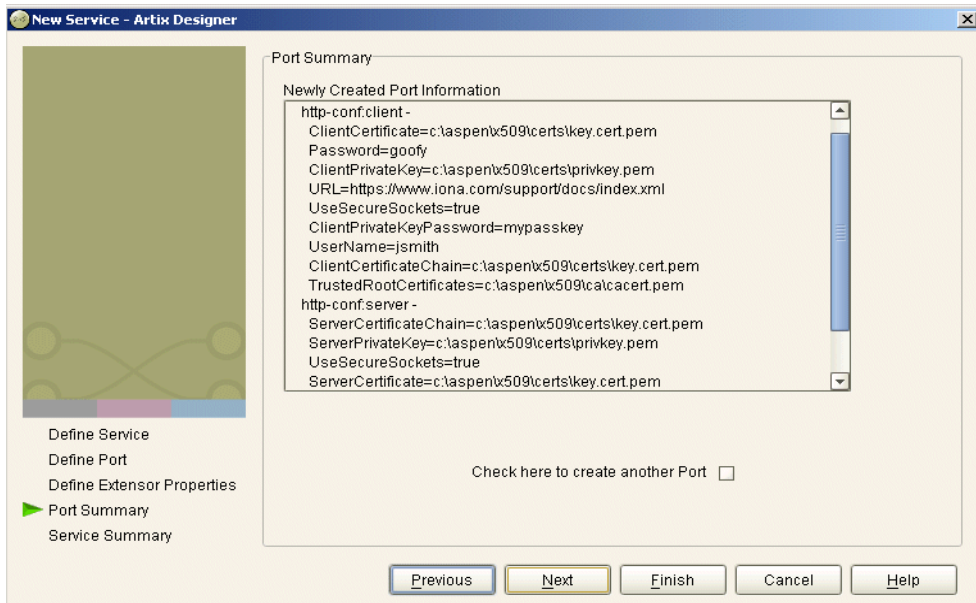 New Service - Artix Designer
Port Summary
Newly Created Port Information
http-conf:client -
ClientCertificate=c:\aspen\x509\certs\key.cert.pem
Password=goofy
ClientPrivateKey=c:\aspen\x509\certs\privkey.pem
URL=https://www.iona.com/support/docs/index.xml
UseSecureSockets=true
ClientPrivateKeyPassword=mypasskey
UserName=jsmith
ClientCertificateChain=c:\aspen\x509\certs\key.cert.pem
TrustedRootCertificates=c:\aspen\x509\ca\cacert.pem
http-conf:server -
ServerCertificateChain=c:\aspen\x509\certs\key.cert.pem
ServerPrivateKey=c:\aspen\x509\certs\privkey.pem
UseSecureSockets=true
ServerCertificate=c:\aspen\x509\certs\key.cert.pem
Check here to create another Port
Define Service
Define Port
Define Extensor Properties
Port Summary
Service Summary
Previous Next Finish Cancel Help